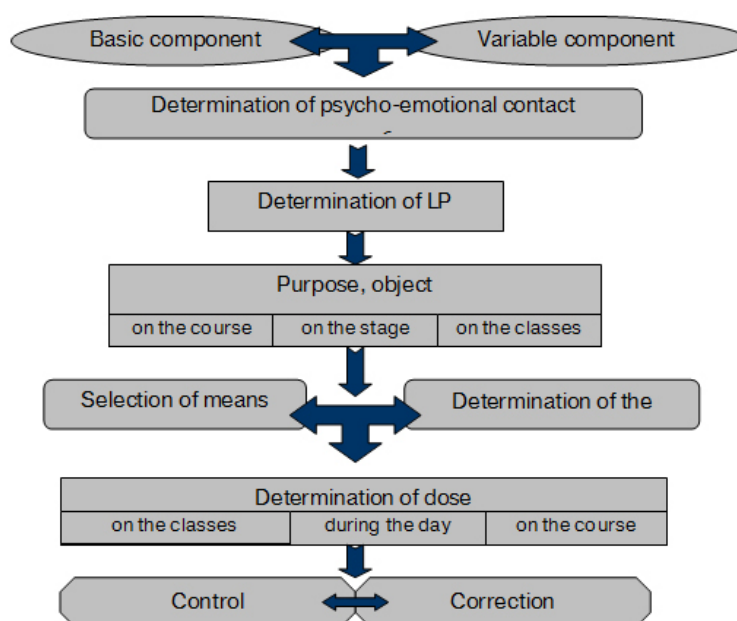 Basic component
Variable component
Determination of psycho-emotional contact
Determination of LP
Purpose, object
on the course
on the stage
on the classes
Selection of means
Determination of the
Determination of dose
on the classes
during the day
on the course
Control
Correction